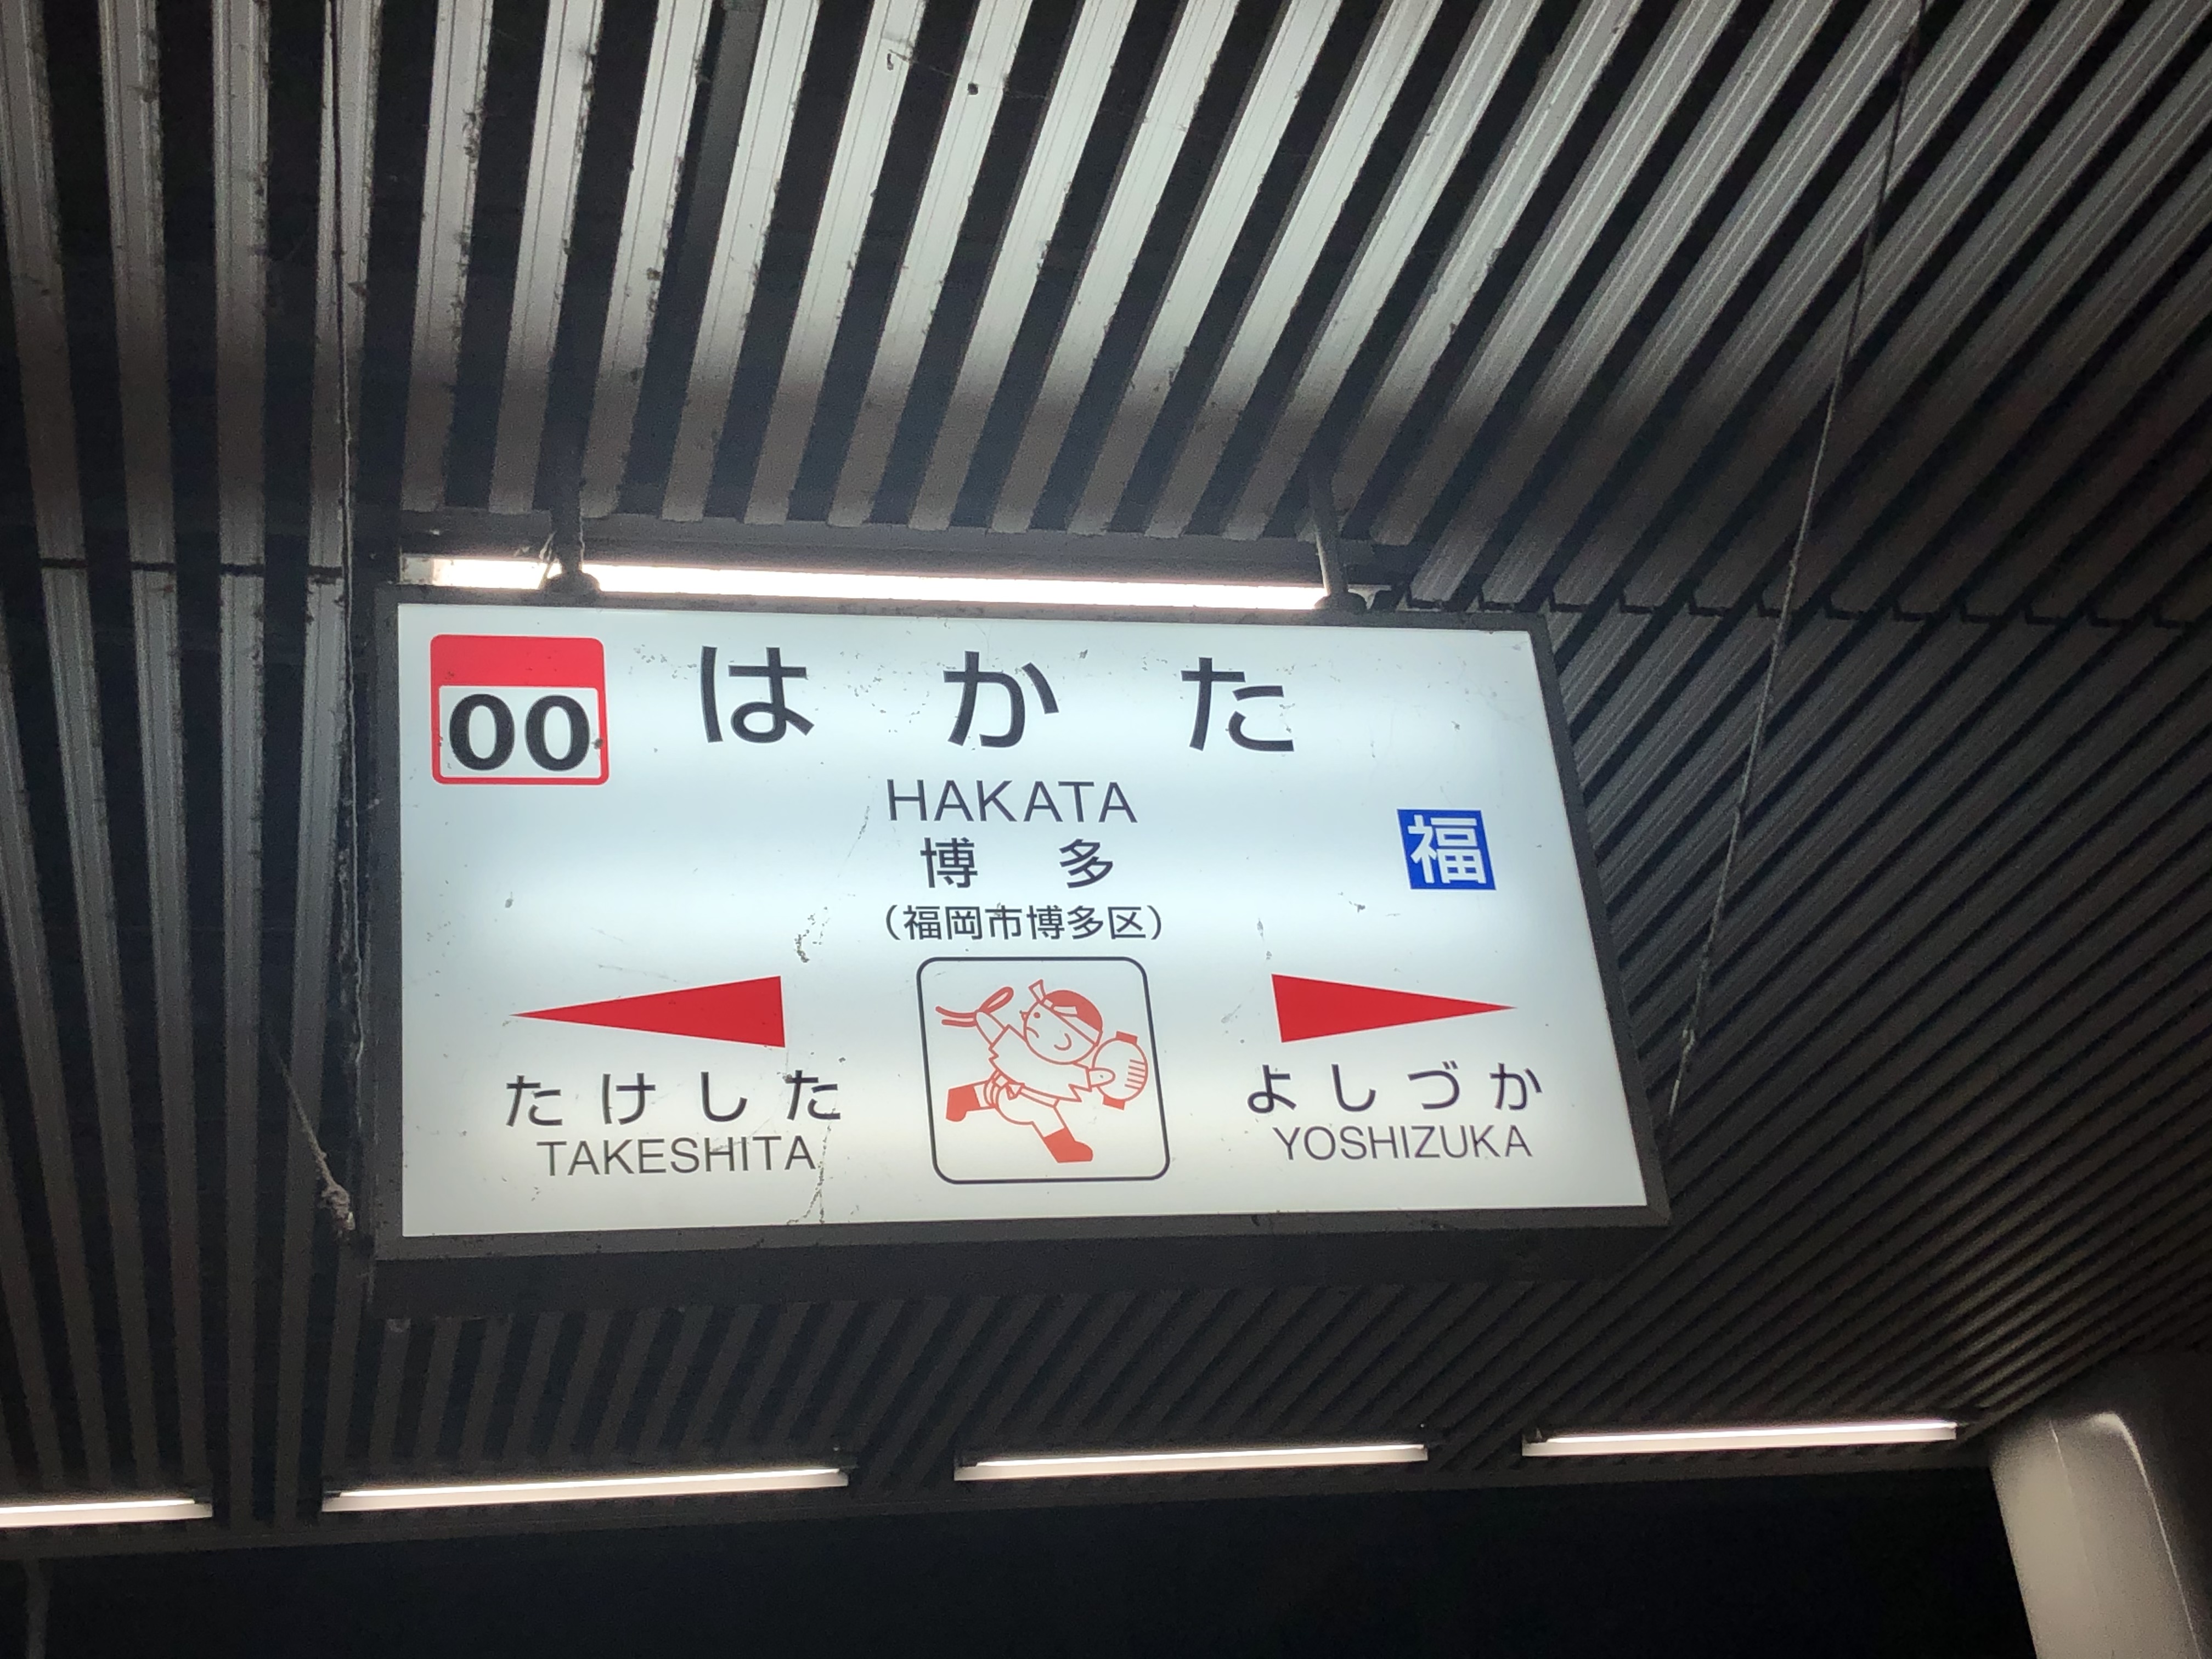 00
はかた
HAKATA
博多
福
（福岡市博多区）
たけした
TAKESHITA
よしづか
YOSHIZUKA